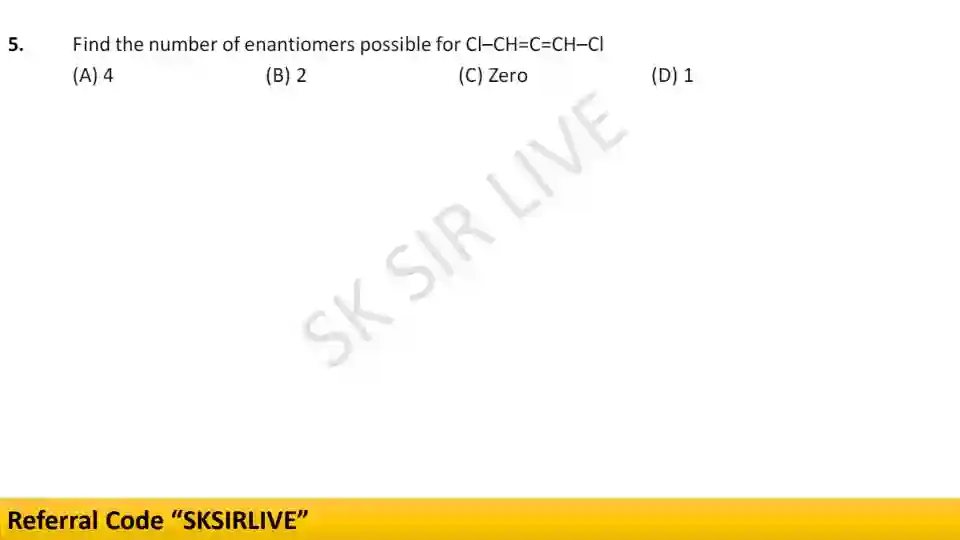 5. Find the number of enantiomers possible for Cl–CH=C=CH–Cl
(A) 4 (B) 2 (C) Zero (D) 1
SK SIR LIVE
Referral Code “SKSIRLIVE”